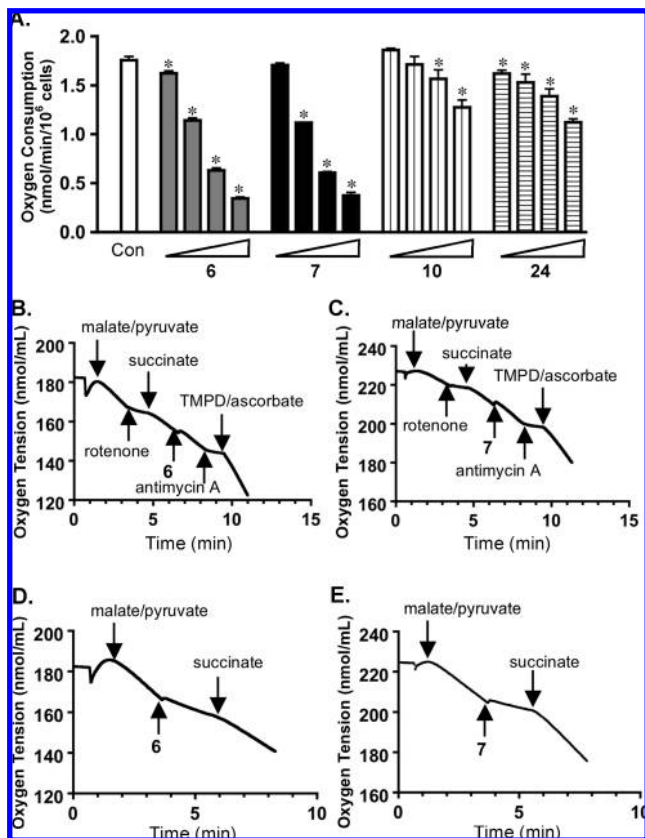 A.
Oxygen Consumption
(nmol/min/10⁶ cells)
2.0
1.5
1.0
0.5
0.0
* * * *
* * *
* *
* * * *
Con
6
7
10
24
B.
Oxygen Tension (nmol/mL)
200
180
160
140
120
malate/pyruvate
succinate
TMPD/ascorbate
rotenone
6
antimycin A
0
5
10
15
Time (min)
C.
Oxygen Tension (nmol/mL)
240
220
200
180
160
malate/pyruvate
succinate
TMPD/ascorbate
rotenone
7
antimycin A
0
5
10
15
Time (min)
D.
Oxygen Tension (nmol/mL)
200
180
160
140
120
malate/pyruvate
succinate
6
0
5
10
Time (min)
E.
Oxygen Tension (nmol/mL)
240
220
200
180
160
malate/pyruvate
succinate
7
0
5
10
Time (min)